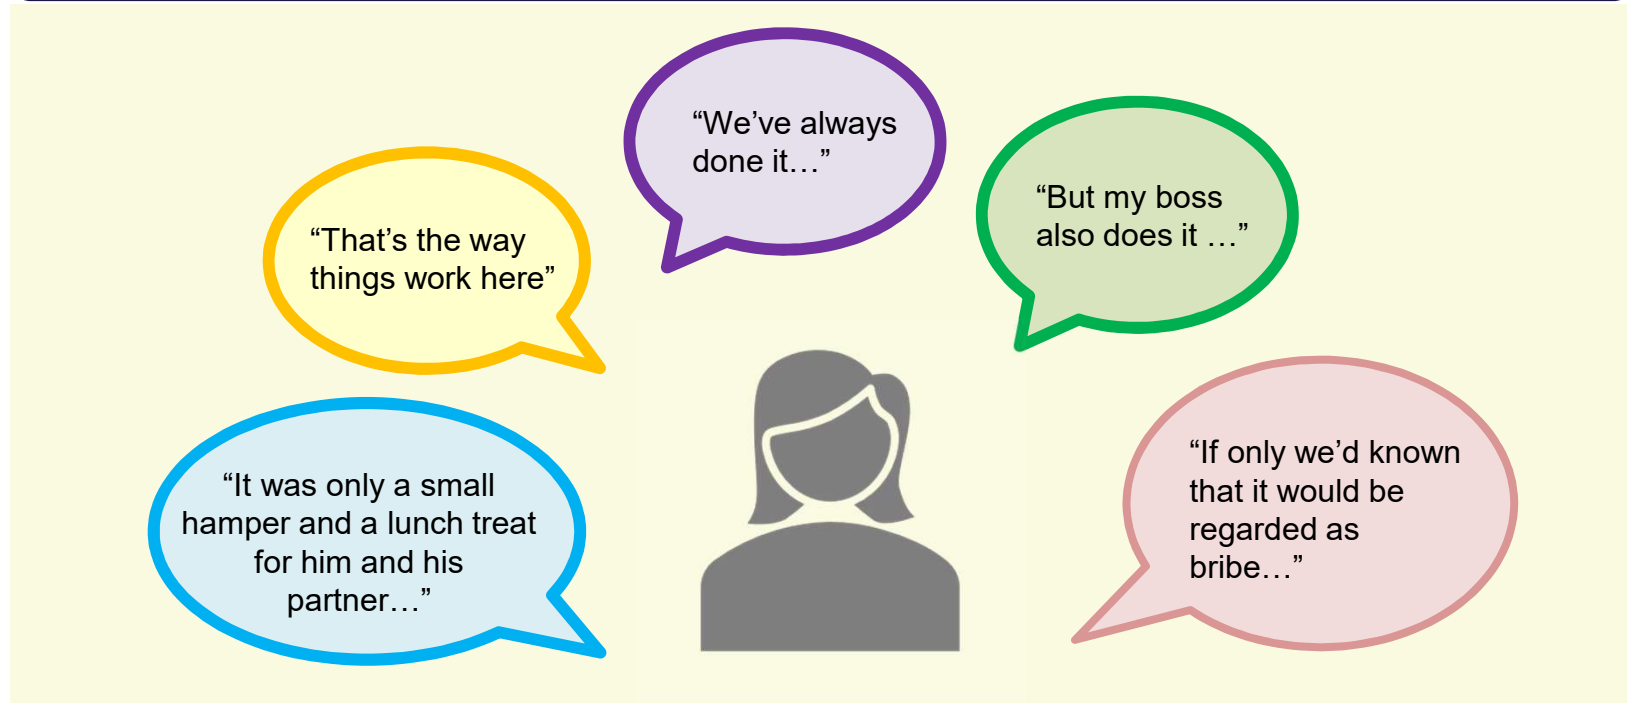 “We’ve always
done it…”
“But my boss
also does it …”
“That’s the way
things work here”
“If only we’d known
that it would be
regarded as
bribe…”
“It was only a small
hamper and a lunch treat
for him and his
partner…”